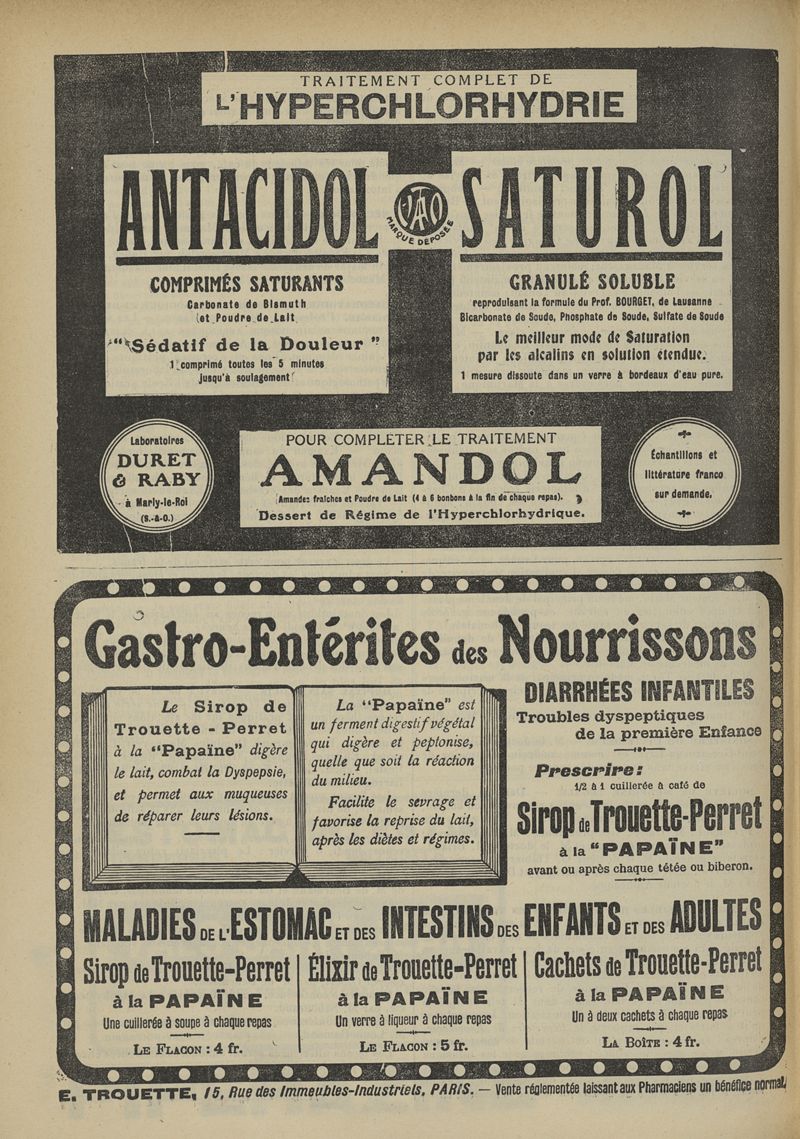 TRAITEMENT COMPLET DE
L'HYPERCHLORHYDRIE
ANTACIDOL
MARQUE DÉPOSÉE
SATUROL
COMPRIMÉS SATURANTS
Carbonate de Bismuth
et Poudre de Lait
"Sédatif de la Douleur"
1 comprimé toutes les 5 minutes
jusqu'à soulagement
GRANULÉ SOLUBLE
reproduisant la formule du Prof. BOURGET, de Lausanne
Bicarbonate de Soude, Phosphate de Soude, Sulfate de Soude
Le meilleur mode de Saturation
par les alcalins en solution étendue.
1 mesure dissoute dans un verre à bordeaux d'eau pure.
Laboratoires
DURET
& RABY
à Marly-le-Roi
(S.-&-O.)
POUR COMPLETER LE TRAITEMENT
AMANDOL
Amandes fraîches et Poudre de Lait (4 à 6 bonbons à la fin de chaque repas).
Dessert de Régime de l'Hyperchlorhydrique.
Échantillons et
littérature franco
sur demande.
Gastro-Entérites des Nourrissons
Le Sirop de
Trouette-Perret
à la "Papaïne" digère
le lait, combat la Dyspepsie,
et permet aux muqueuses
de réparer leurs lésions.
La "Papaïne" est
un ferment digestif végétal
qui digère et peptonise,
quelle que soit la réaction
du milieu.
Facilite le sevrage et
favorise la reprise du lait,
après les diètes et régimes.
DIARRHÉES INFANTILES
Troubles dyspeptiques
de la première Enfance
Prescrire:
1/2 à 1 cuillerée à café de
Sirop de Trouette-Perret
à la "PAPAÏNE"
avant ou après chaque tétée ou biberon.
MALADIES DE L'ESTOMAC ET DES INTESTINS DES ENFANTS ET DES ADULTES
Sirop de Trouette-Perret
à la PAPAÏNE
Une cuillerée à soupe à chaque repas
LE FLACON : 4 fr.
Élixir de Trouette-Perret
à la PAPAÏNE
Un verre à liqueur à chaque repas
LE FLACON : 5 fr.
Cachets de Trouette-Perret
à la PAPAÏNE
Un à deux cachets à chaque repas
LA BOÎTE : 4 fr.
E. TROUETTE, 15, Rue des Immeubles-Industriels, PARIS. — Vente réglementée laissant aux Pharmaciens un bénéfice normal.